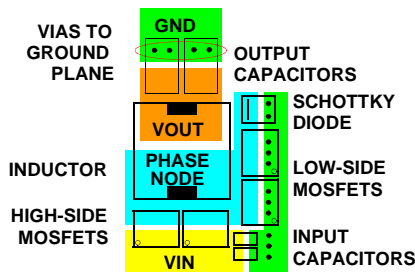 GND
VIAS TO
GROUND
PLANE
OUTPUT
CAPACITORS
SCHOTTKY
DIODE
VOUT
INDUCTOR
PHASE
NODE
LOW-SIDE
MOSFETS
HIGH-SIDE
MOSFETS
VIN
INPUT
CAPACITORS